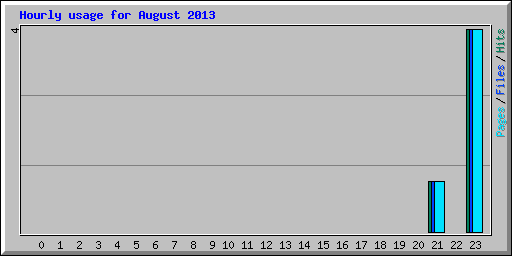 Hourly usage for August 2013
4
Pages/Files/Hits
0 1 2 3 4 5 6 7 8 9 10 11 12 13 14 15 16 17 18 19 20 21 22 23